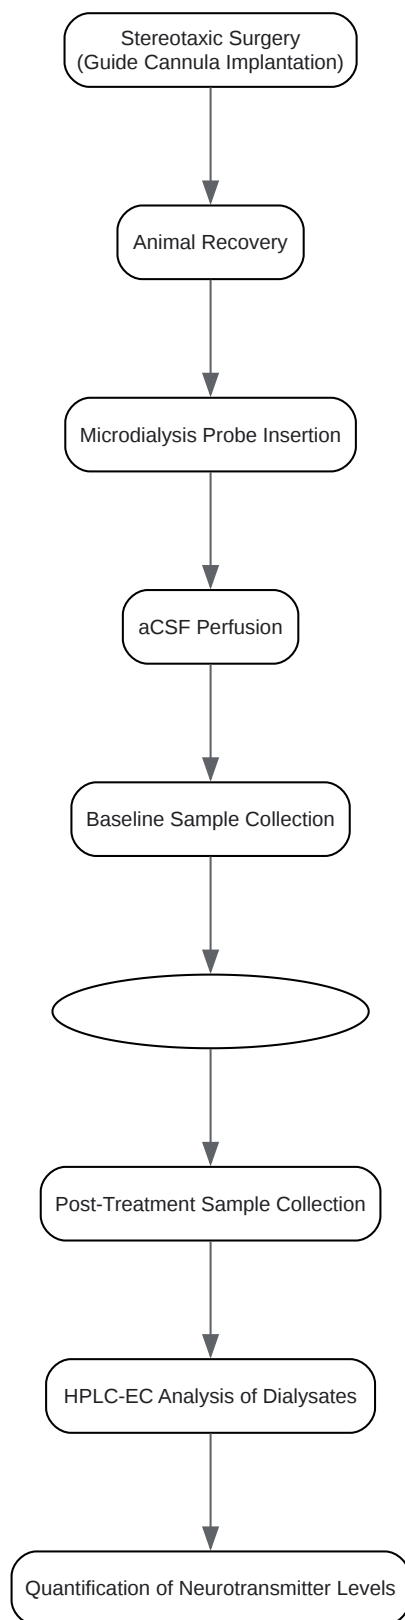 Stereotaxic Surgery
(Guide Cannula Implantation)
Animal Recovery
Microdialysis Probe Insertion
aCSF Perfusion
Baseline Sample Collection
Post-Treatment Sample Collection
HPLC-EC Analysis of Dialysates
Quantification of Neurotransmitter Levels